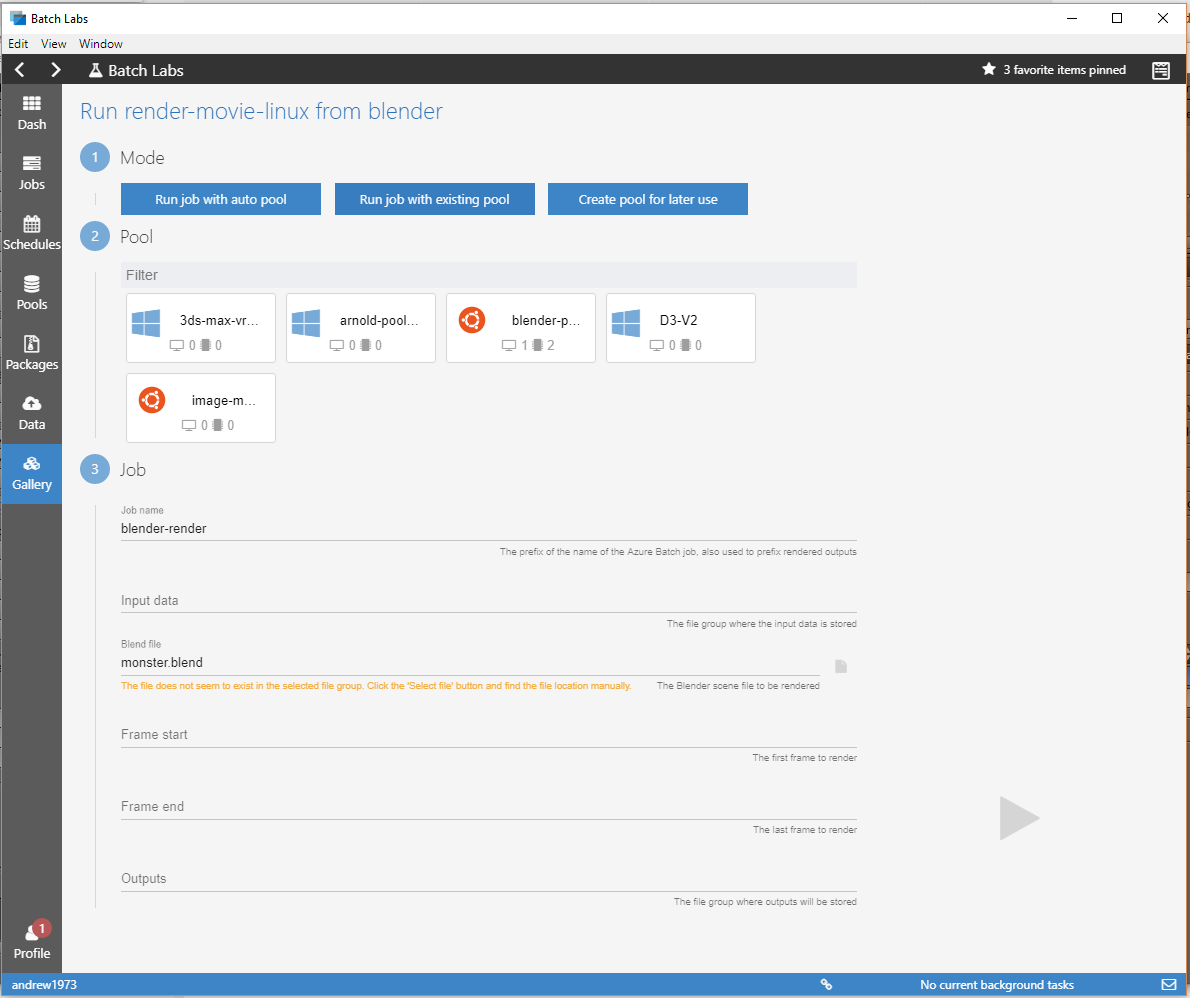 Batch Labs
Edit View Window
Batch Labs
3 favorite items pinned
Dash
Jobs
Schedules
Pools
Packages
Data
Gallery
Run render-movie-linux from blender
1 Mode
Run job with auto pool
Run job with existing pool
Create pool for later use
2 Pool
Filter
3ds-max-vr...
0 0
arnold-pool...
0 0
blender-p...
1 2
D3-V2
0 0
image-m...
0 0
3 Job
Job name
blender-render
The prefix of the name of the Azure Batch job, also used to prefix rendered outputs
Input data
The file group where the input data is stored
Blend file
monster.blend
The file does not seem to exist in the selected file group. Click the 'Select file' button and find the file location manually.
The Blender scene file to be rendered
Frame start
The first frame to render
Frame end
The last frame to render
Outputs
The file group where outputs will be stored
1
Profile
andrew1973
No current background tasks